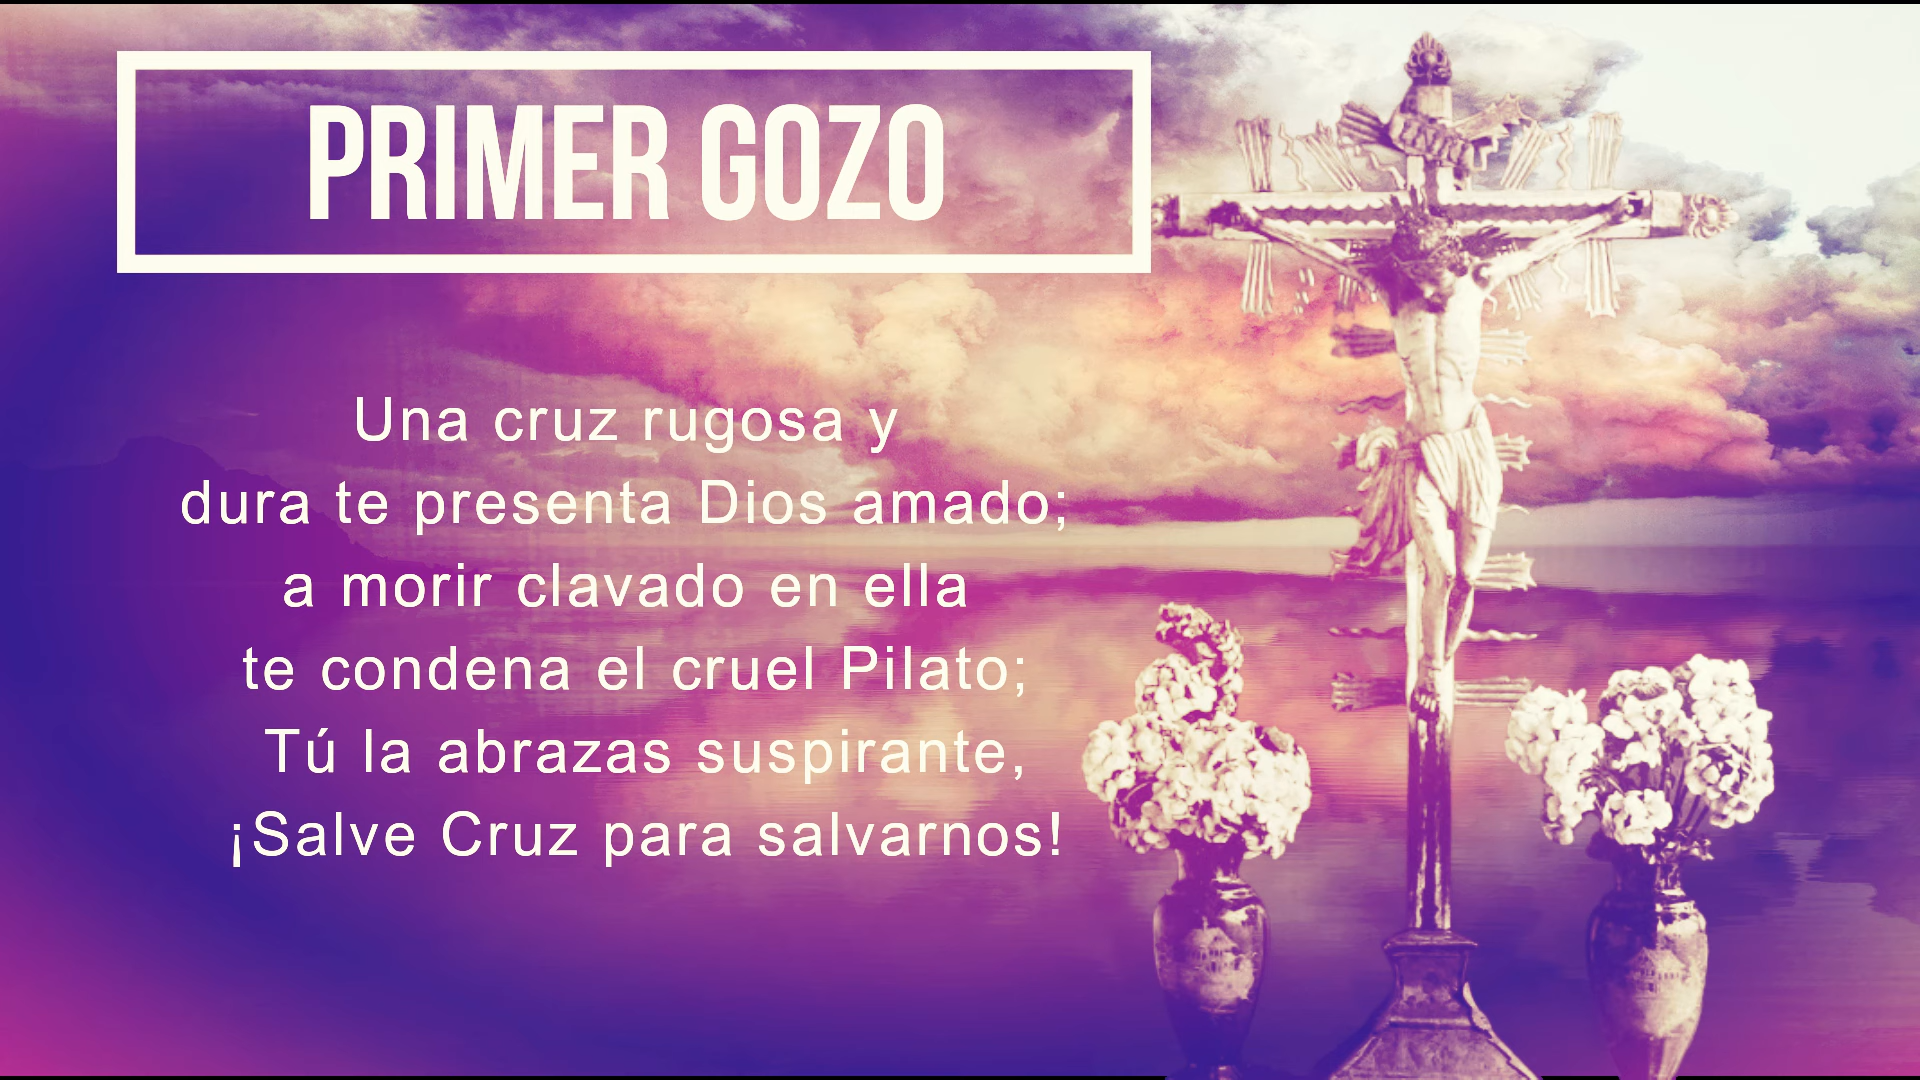 PRIMER GOZO
Una cruz rugosa y
dura te presenta Dios amado;
a morir clavado en ella
te condena el cruel Pilato;
Tú la abrazas suspirante,
¡Salve Cruz para salvarnos!